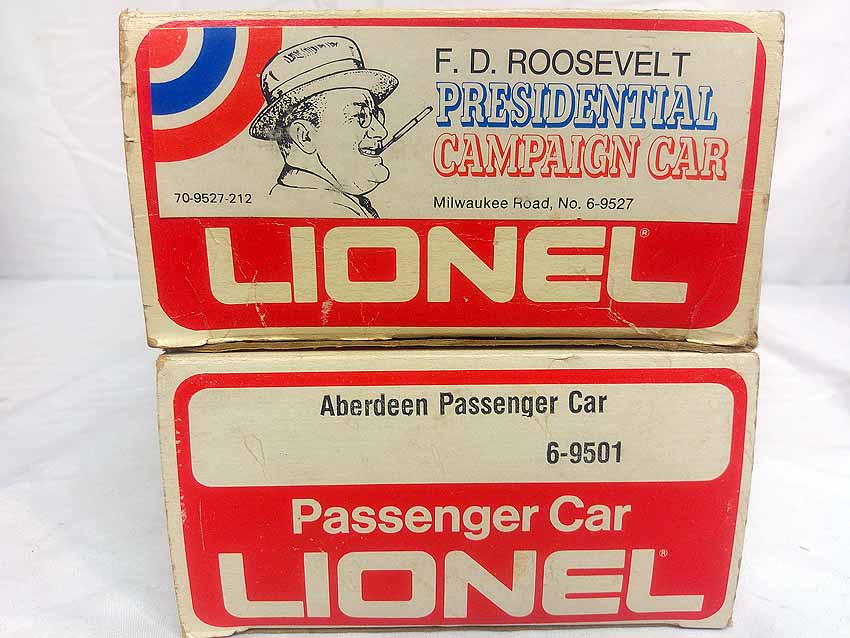 F. D. ROOSEVELT
PRESIDENTIAL
CAMPAIGN CAR
70-9527-212
Milwaukee Road, No. 6-9527
LIONEL®
Aberdeen Passenger Car
6-9501
Passenger Car
LIONEL®